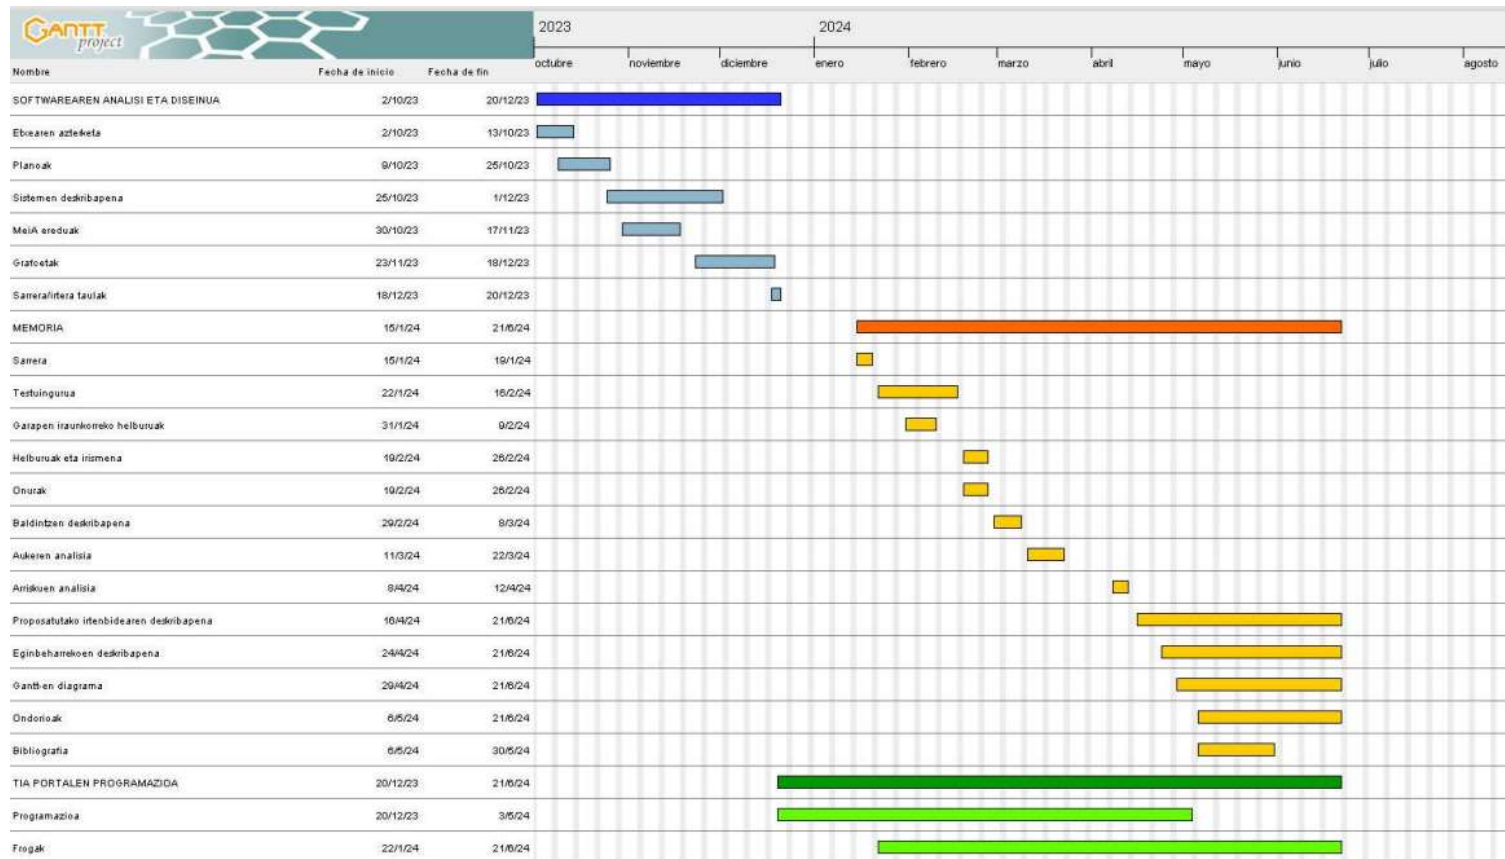 GANTT project
2023 2024
Nombre Fecha de inicio Fecha de fin octubre noviembre diciembre enero febrero marzo abril mayo junio julio agosto
SOFTWAREAREN ANALISI ETA DISEINUA 2/10/23 20/12/23
Etxearen azterketa 2/10/23 13/10/23
Planoak 9/10/23 25/10/23
Sistemen deskribapena 25/10/23 1/12/23
MeiA ereduak 30/10/23 17/11/23
Grafcetak 23/11/23 18/12/23
Sarrera/irtera taulak 18/12/23 20/12/23
MEMORIA 15/1/24 21/6/24
Sarrera 15/1/24 19/1/24
Testuingurua 22/1/24 16/2/24
Garapen iraunkorreko helburuak 31/1/24 9/2/24
Helburuak eta irismena 19/2/24 26/2/24
Onurak 19/2/24 26/2/24
Baldintzen deskribapena 29/2/24 8/3/24
Aukeren analisia 11/3/24 22/3/24
Arriskuen analisia 8/4/24 12/4/24
Proposatutako irtenbidearen deskribapena 16/4/24 21/6/24
Eginbeharrekoen deskribapena 24/4/24 21/6/24
Gantt-en diagrama 29/4/24 21/6/24
Ondorioak 6/5/24 21/6/24
Bibliografia 6/5/24 30/5/24
TIA PORTALEN PROGRAMAZIOA 20/12/23 21/6/24
Programazioa 20/12/23 3/5/24
Frogak 22/1/24 21/6/24